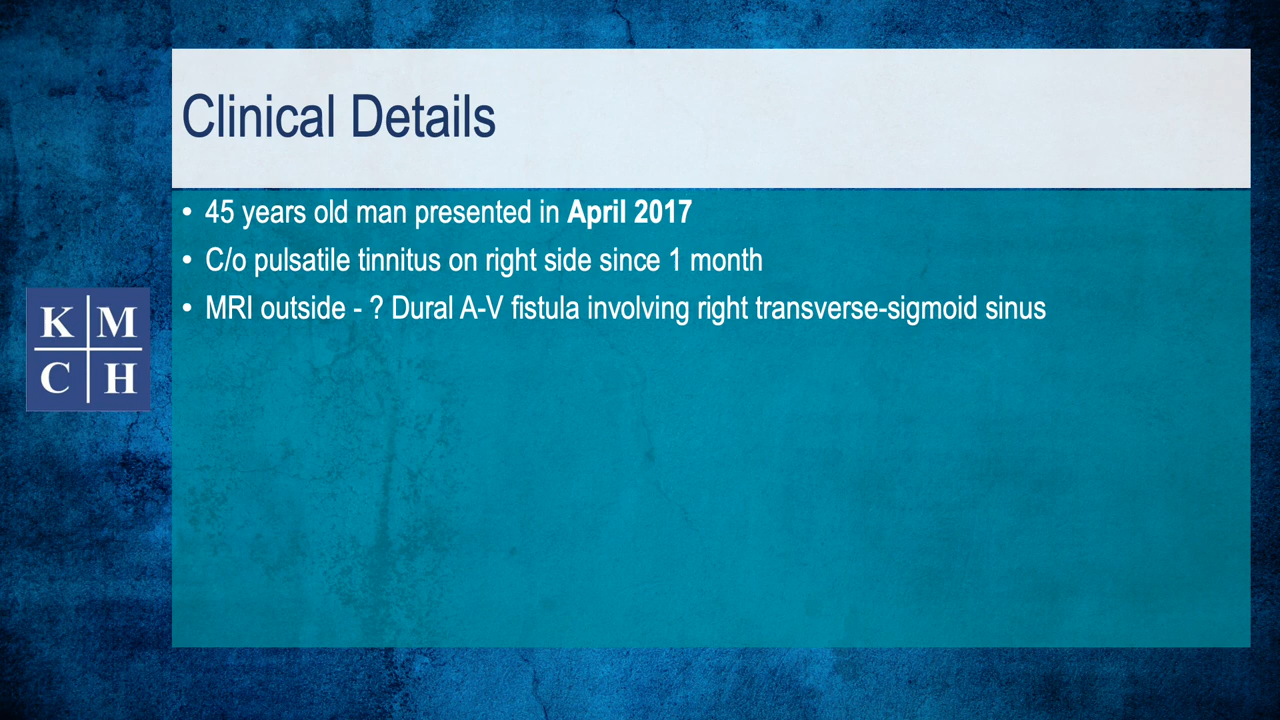 Clinical Details
• 45 years old man presented in April 2017
• C/o pulsatile tinnitus on right side since 1 month
• MRI outside - ? Dural A-V fistula involving right transverse-sigmoid sinus
K M
C H